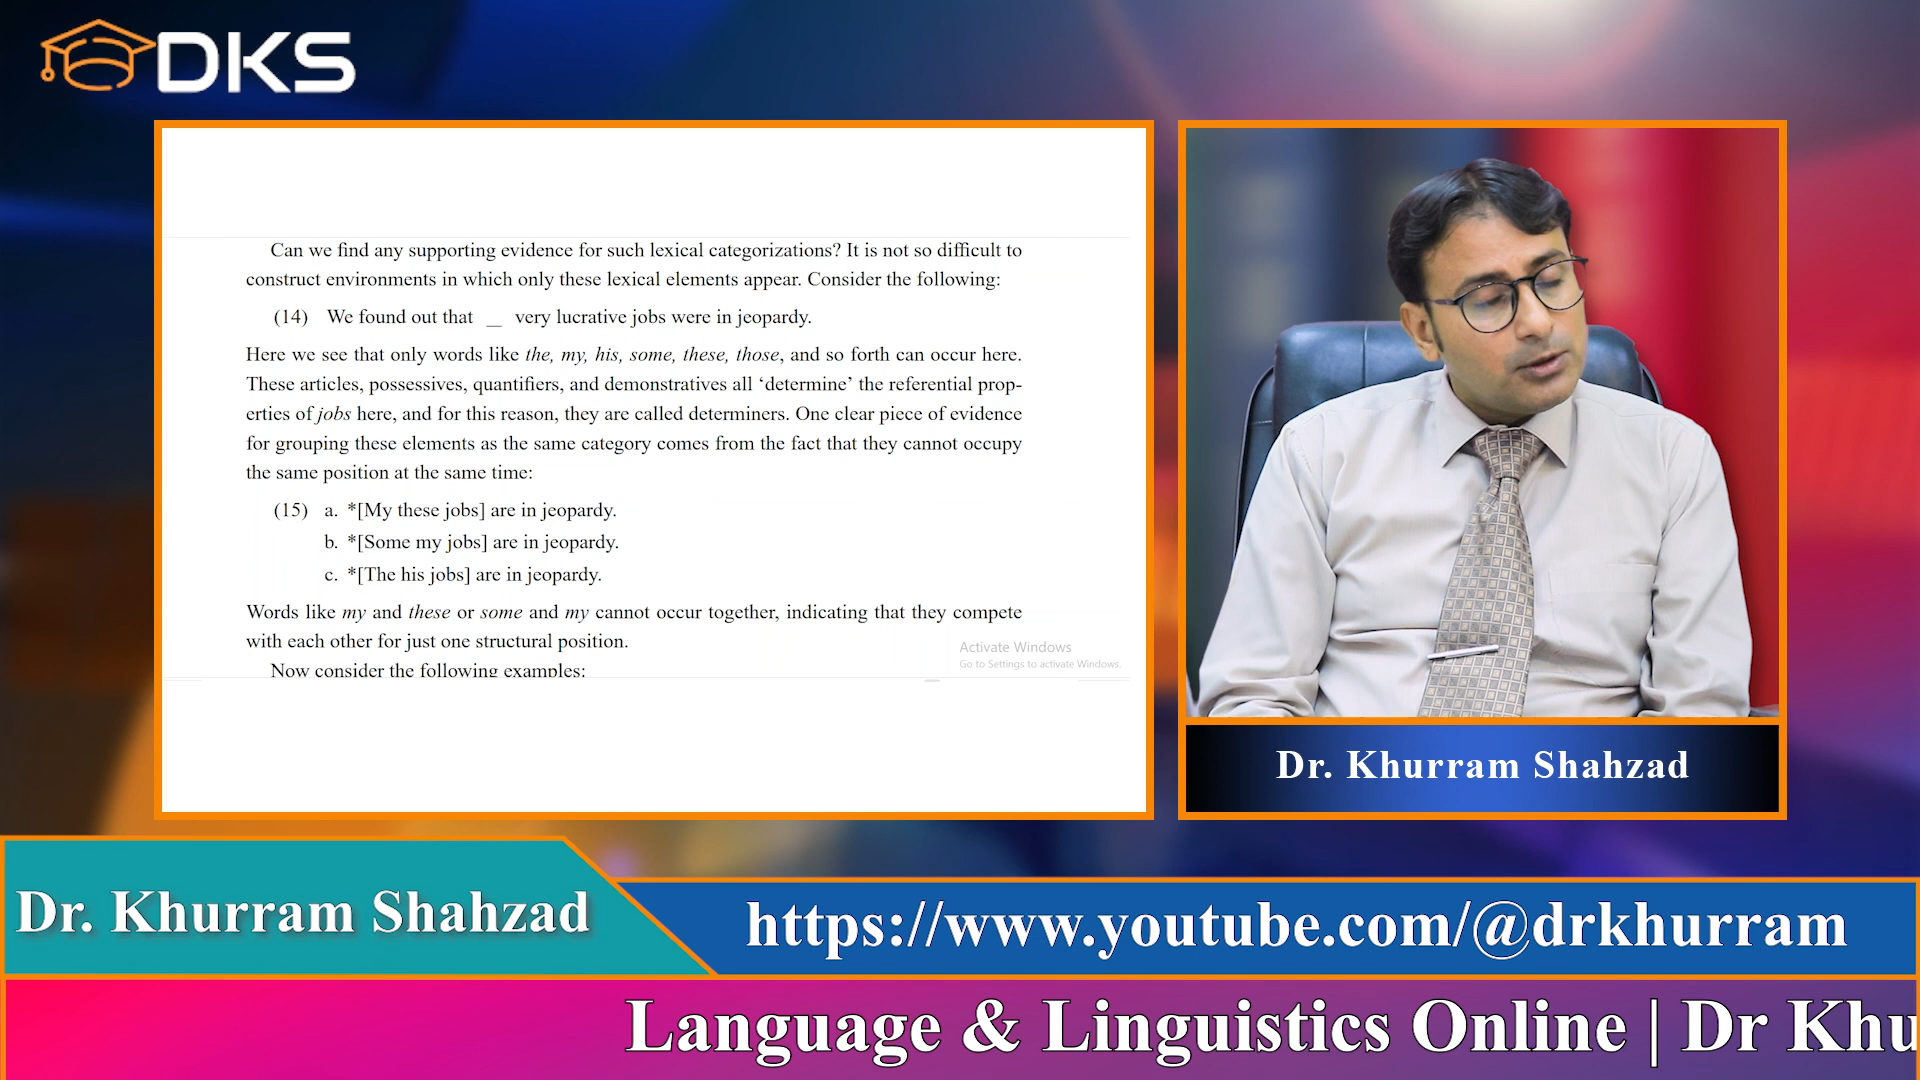 DKS
Can we find any supporting evidence for such lexical categorizations? It is not so difficult to
construct environments in which only these lexical elements appear. Consider the following:
(14) We found out that _ very lucrative jobs were in jeopardy.
Here we see that only words like the, my, his, some, these, those, and so forth can occur here.
These articles, possessives, quantifiers, and demonstratives all ‘determine’ the referential prop-
erties of jobs here, and for this reason, they are called determiners. One clear piece of evidence
for grouping these elements as the same category comes from the fact that they cannot occupy
the same position at the same time:
(15) a. *[My these jobs] are in jeopardy.
b. *[Some my jobs] are in jeopardy.
c. *[The his jobs] are in jeopardy.
Words like my and these or some and my cannot occur together, indicating that they compete
with each other for just one structural position.
Now consider the following examples:
Activate Windows
Go to Settings to activate Windows.
Dr. Khurram Shahzad
Dr. Khurram Shahzad
https://www.youtube.com/@drkhurram
Language & Linguistics Online | Dr Khu